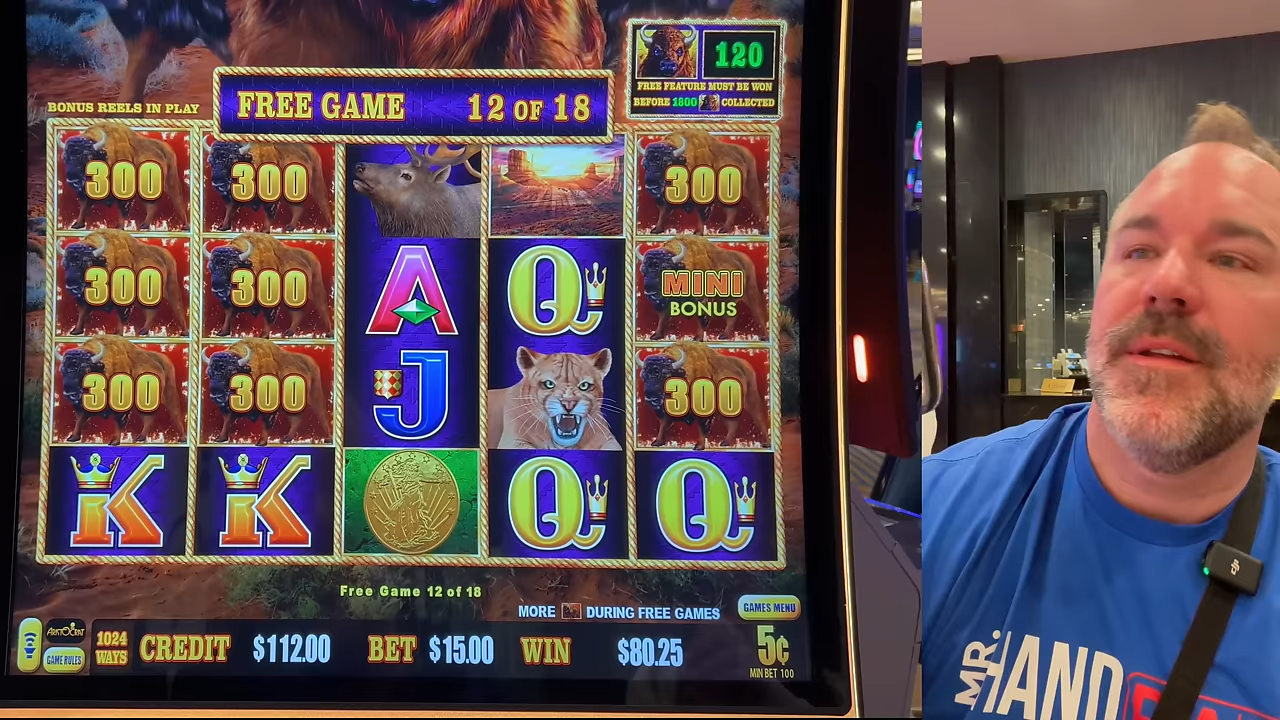 120
FREE FEATURE MUST BE WON
BEFORE 1800 COLLECTED
BONUS REELS IN PLAY
FREE GAME 12 OF 18
300 300 300
A Q
300 300 MINI
BONUS
J
300 300 300
K K Q Q
Free Game 12 of 18
MORE DURING FREE GAMES
GAMES MENU
ARISTOCRAT
GAME RULES
1024
WAYS
CREDIT $112.00 BET $15.00 WIN $80.25
5¢
MIN BET 100
dji
MR.
HAND